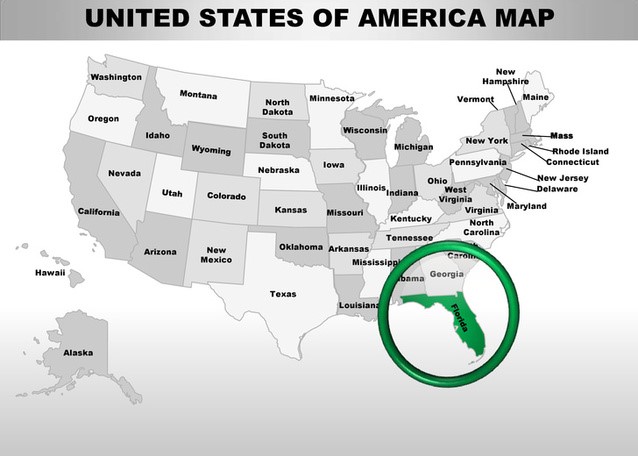 UNITED STATES OF AMERICA MAP
Washington
Montana
North
Dakota
Minnesota
New
Hampshire
Maine
Vermont
Oregon
Idaho
Wyoming
South
Dakota
Wisconsin
Michigan
New York
Mass
Rhode Island
Connecticut
Nevada
Utah
Colorado
Nebraska
Iowa
Illinois
Indiana
Ohio
Pennsylvania
New Jersey
Delaware
Maryland
West
Virginia
Virginia
California
Kansas
Missouri
Kentucky
North
Carolina
Tennessee
Arizona
New
Mexico
Oklahoma
Arkansas
Mississippi
bama
Georgia
Carolin
Hawaii
Texas
Louisiana
Florida
Alaska